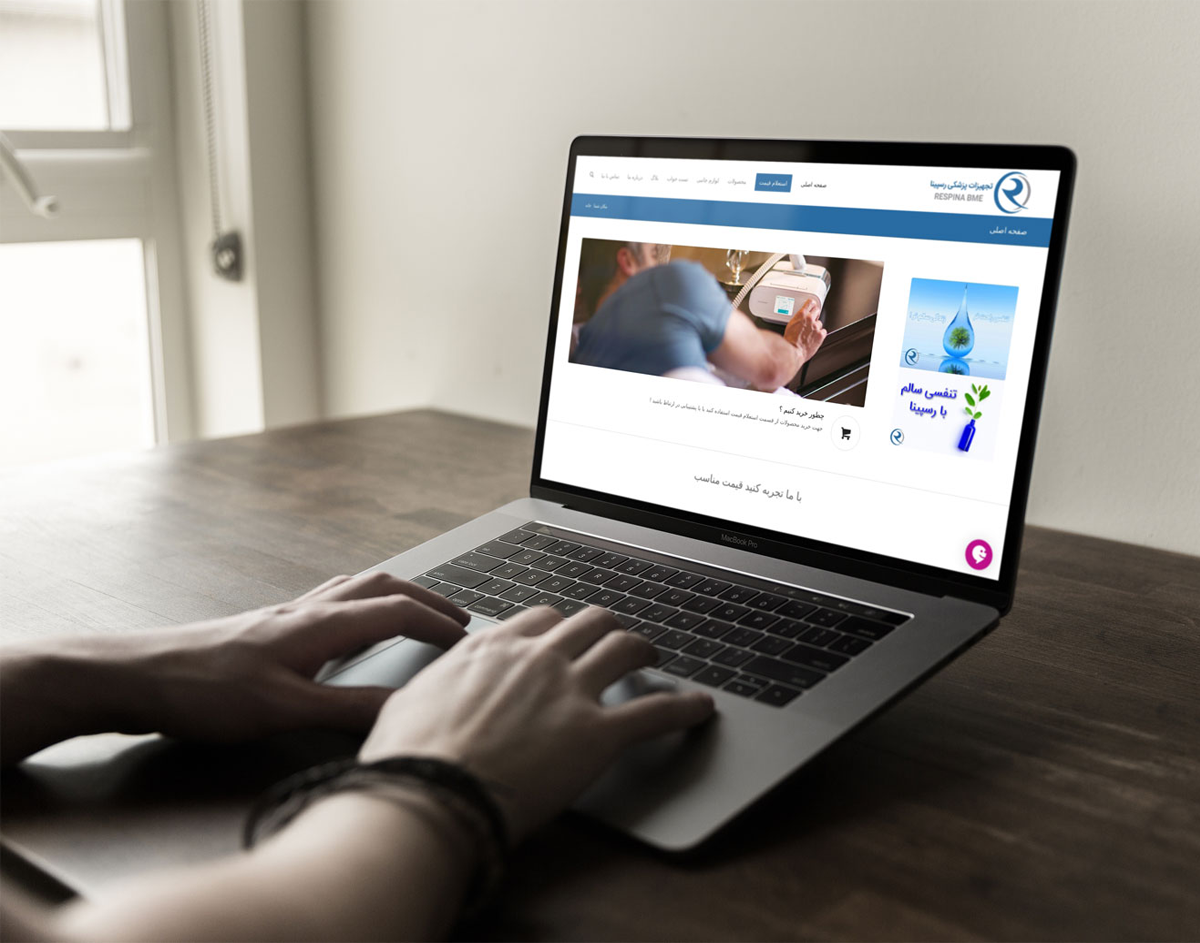 تجهیزات پزشکی رسپینا
RESPINA BME
صفحه اصلی
استعلام قیمت
محصولات
لوازم جانبی
تست خواب
بلاگ
درباره ما
تماس با ما
صفحه اصلی
تنفسی سالم
با رسپینا
چطور خرید کنیم ؟
جهت خرید محصولات از قسمت استعلام قیمت استفاده کنید یا با پشتیبانی در ارتباط باشید !
با ما تجربه کنید قیمت مناسب
MacBook Pro